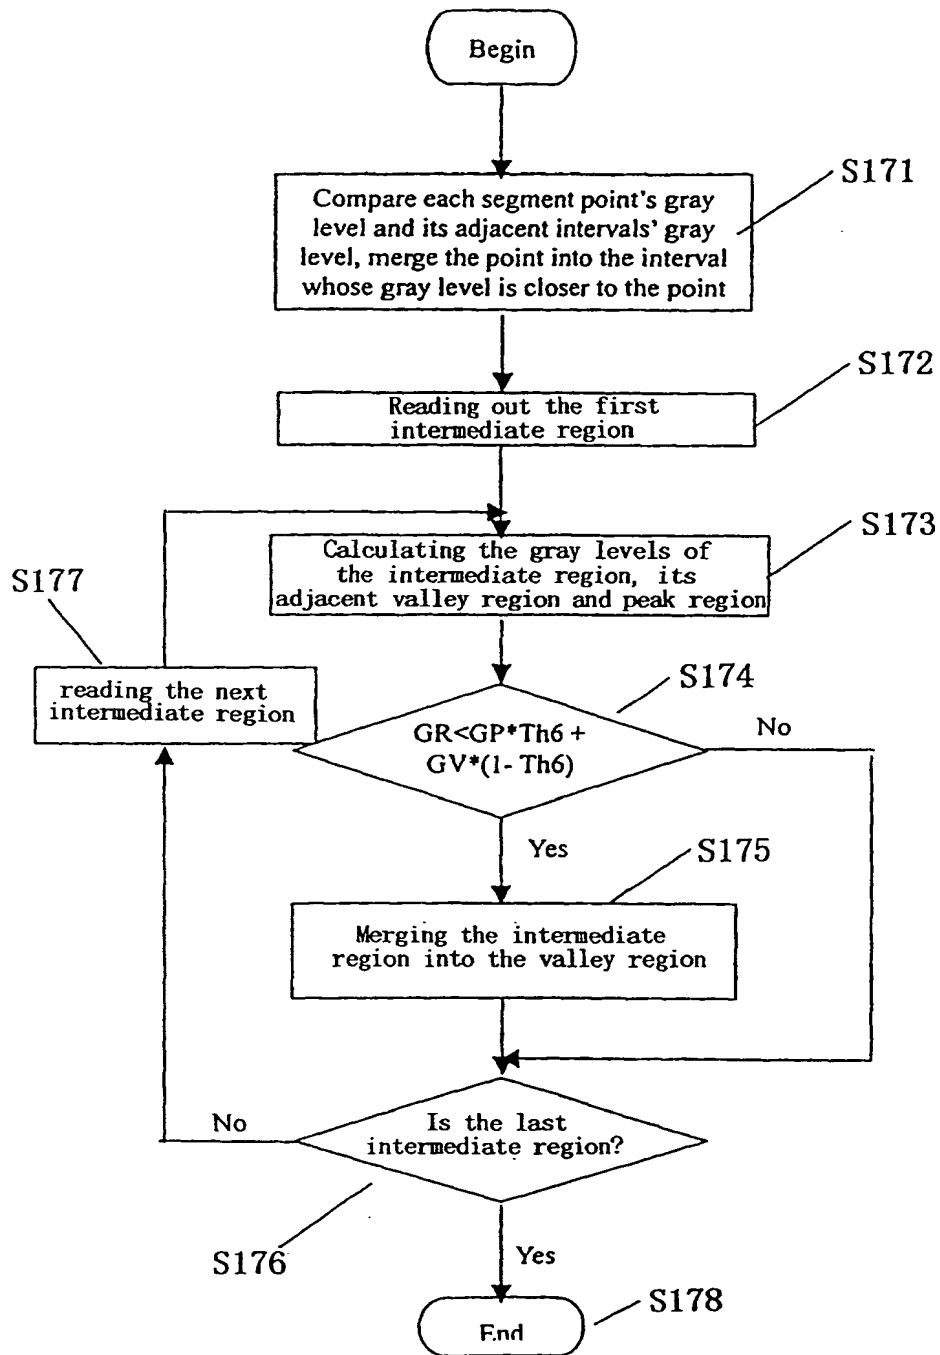 Begin
S171
Compare each segment point's gray
level and its adjacent intervals' gray
level, merge the point into the interval
whose gray level is closer to the point
S172
Reading out the first
intermediate region
S173
Calculating the gray levels of
the intermediate region, its
adjacent valley region and peak region
S177
reading the next
intermediate region
S174
GR<GP*Th6 +
GV*(1- Th6)
No
Yes
S175
Merging the intermediate
region into the valley region
No
Is the last
intermediate region?
S176
Yes
S178
End